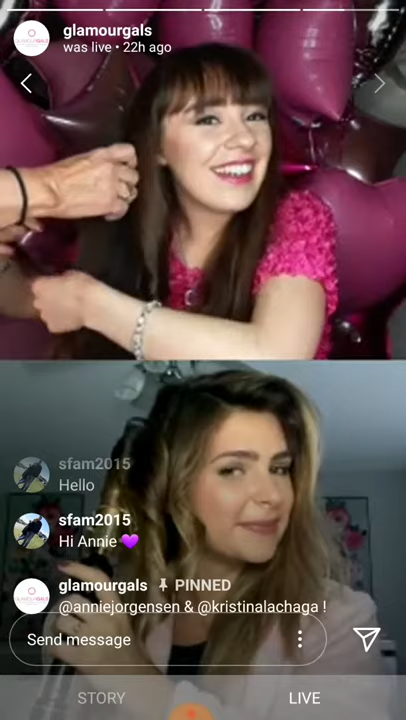 glamourgals
was live • 22h ago
sfam2015
Hello
sfam2015
Hi Annie 💜
glamourgals PINNED
@anniejorgensen & @kristinalachaga !
Send message
STORY LIVE